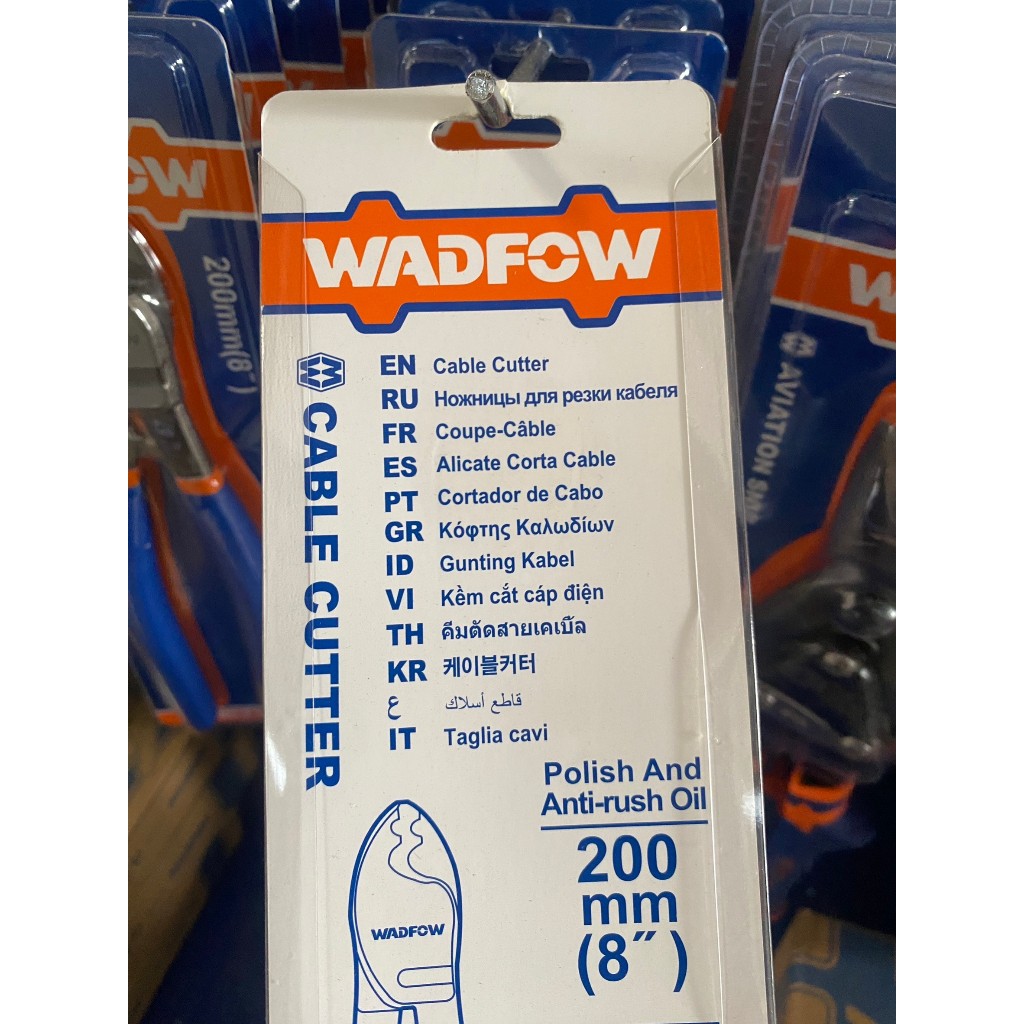 WADFOW
CABLE CUTTER
EN Cable Cutter
RU Ножницы для резки кабеля
FR Coupe-Câble
ES Alicate Corta Cable
PT Cortador de Cabo
GR Κόφτης Καλωδίων
ID Gunting Kabel
VI Kềm cắt cáp điện
TH คีมตัดสายเคเบิ้ล
KR 케이블커터
ع قاطع أسلاك
IT Taglia cavi
Polish And
Anti-rush Oil
200
mm
(8″)
WADFOW
OW
200mm(8″)
W
AVIATION SN